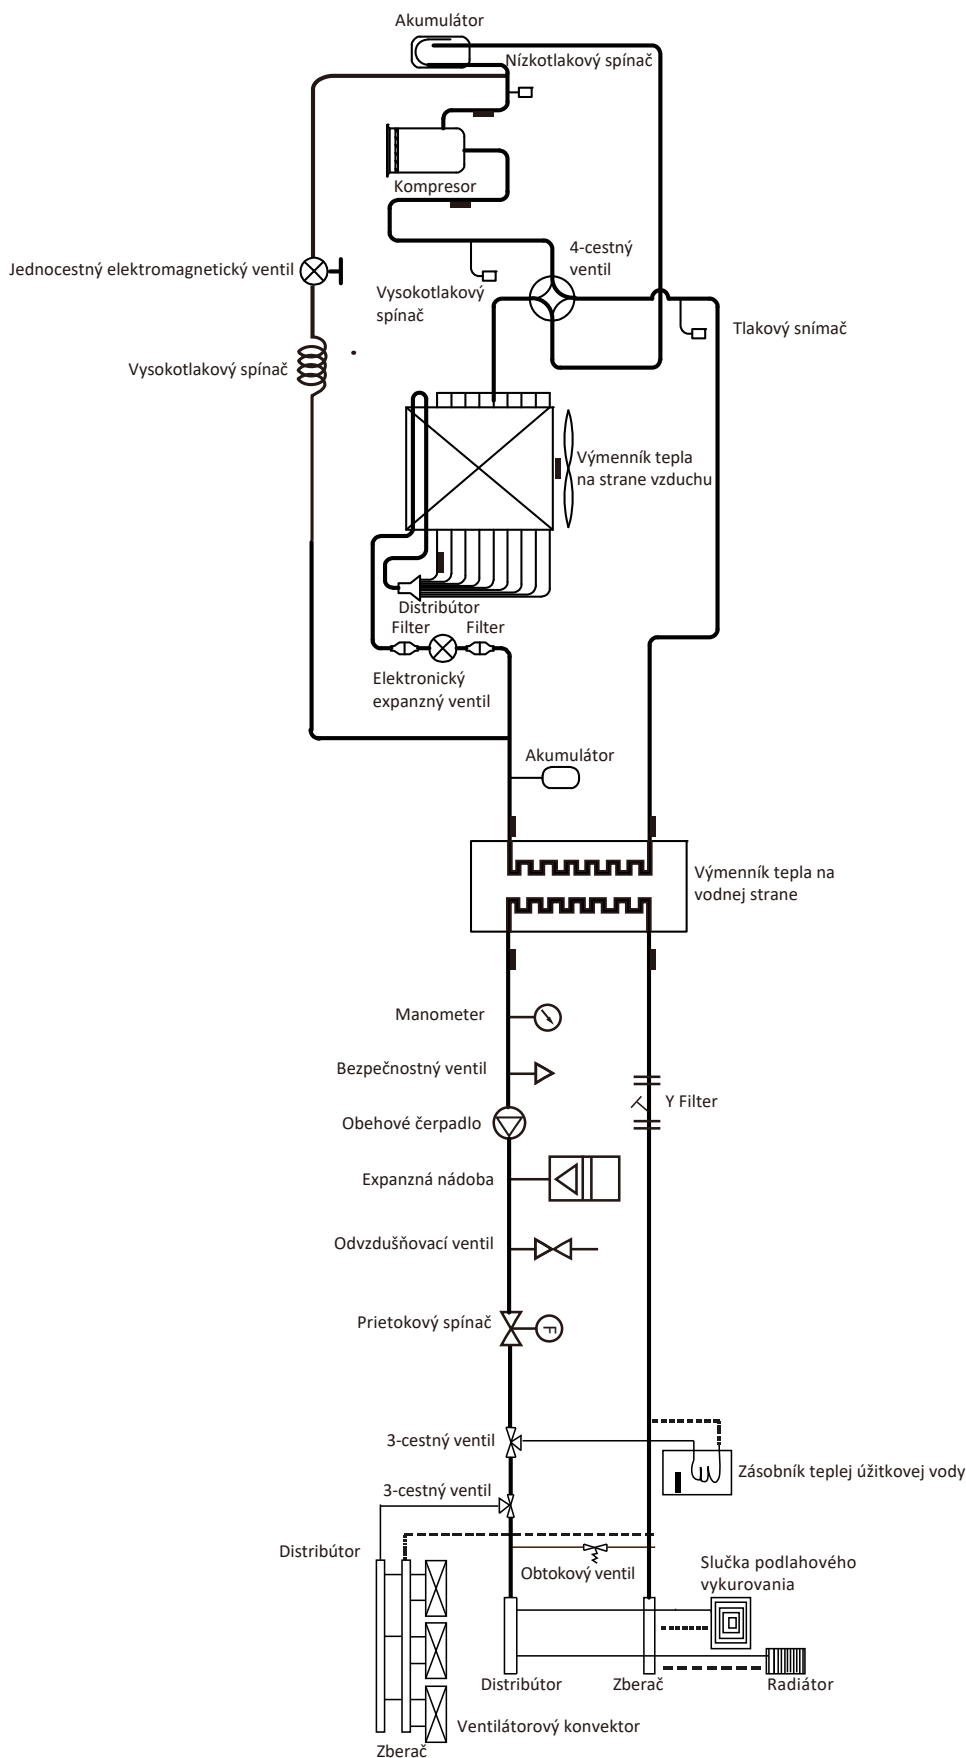 Akumulátor
Nízkotlakový spínač
Kompresor
4-cestný
ventil
Jednocestný elektromagnetický ventil
Vysokotlakový
spínač
Tlakový snímač
Vysokotlakový spínač
Výmenník tepla
na strane vzduchu
Distribútor
Filter
Filter
Elektronický
expanzný ventil
Akumulátor
Výmenník tepla na
vodnej strane
Manometer
Bezpečnostný ventil
Y Filter
Obehové čerpadlo
Expanzná nádoba
Odvzdušňovací ventil
Prietokový spínač
F
3-cestný ventil
Zásobník teplej úžitkovej vody
3-cestný ventil
Distribútor
Slučka podlahového
vykurovania
Obtokový ventil
Distribútor
Zberač
Radiátor
Ventilátorový konvektor
Zberač